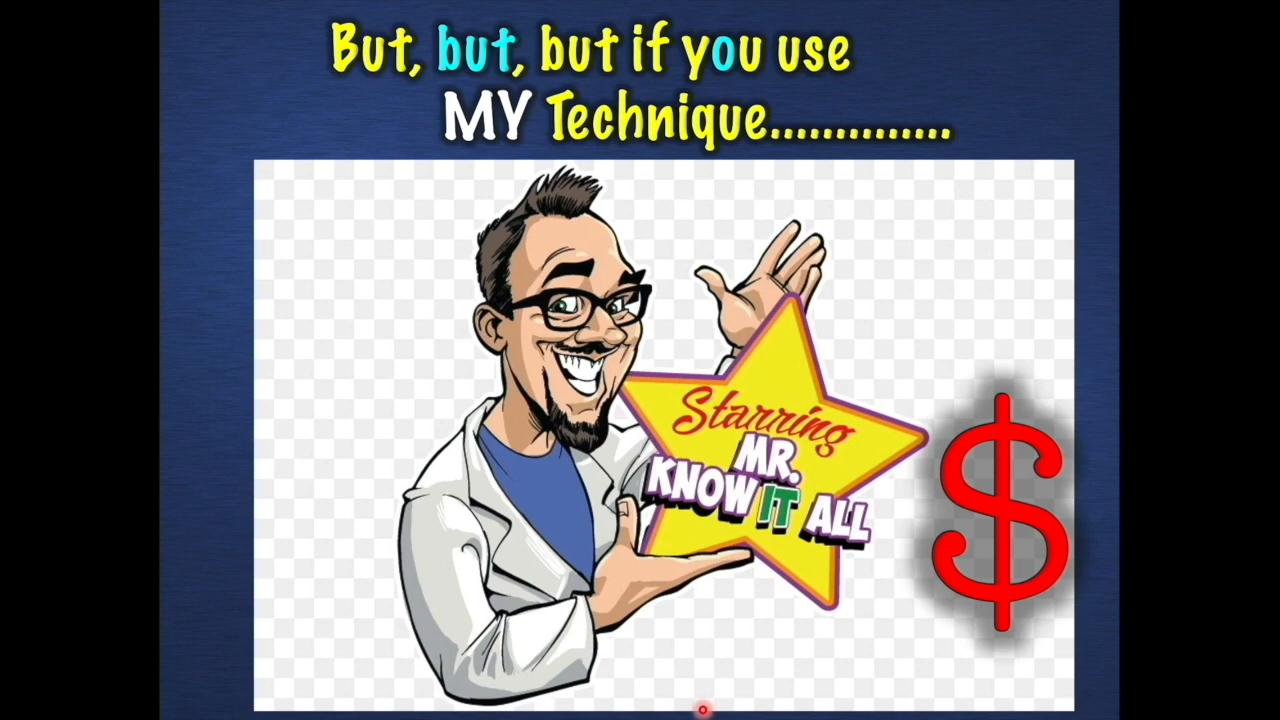 But, but, but if you use
MY Technique..............
Starring
MR.
KNOW IT ALL
$